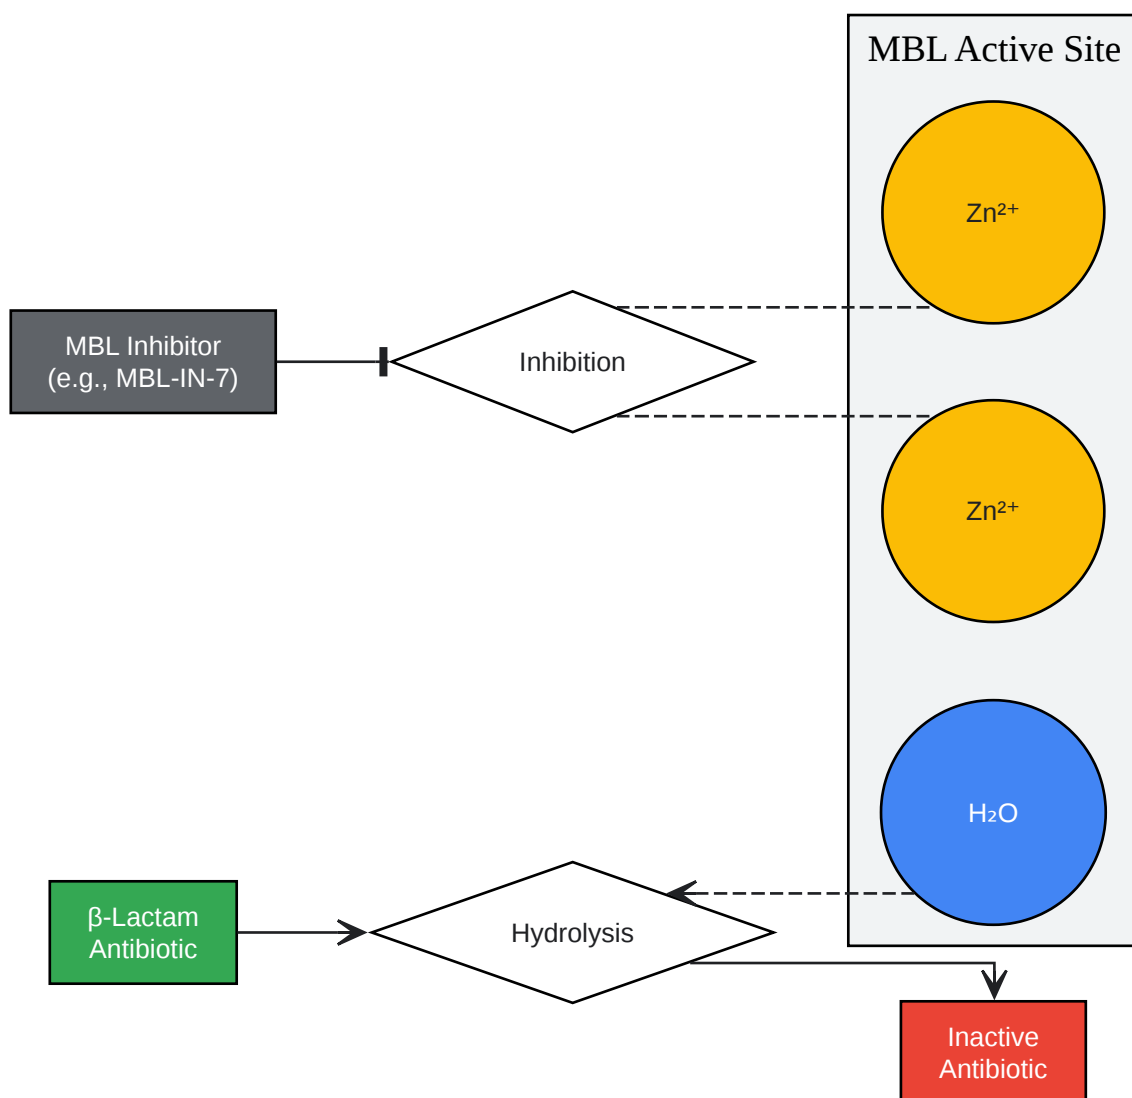 MBL Active Site
Zn²⁺
MBL Inhibitor
(e.g., MBL-IN-7)
Inhibition
Zn²⁺
H₂O
β-Lactam
Antibiotic
Hydrolysis
Inactive
Antibiotic